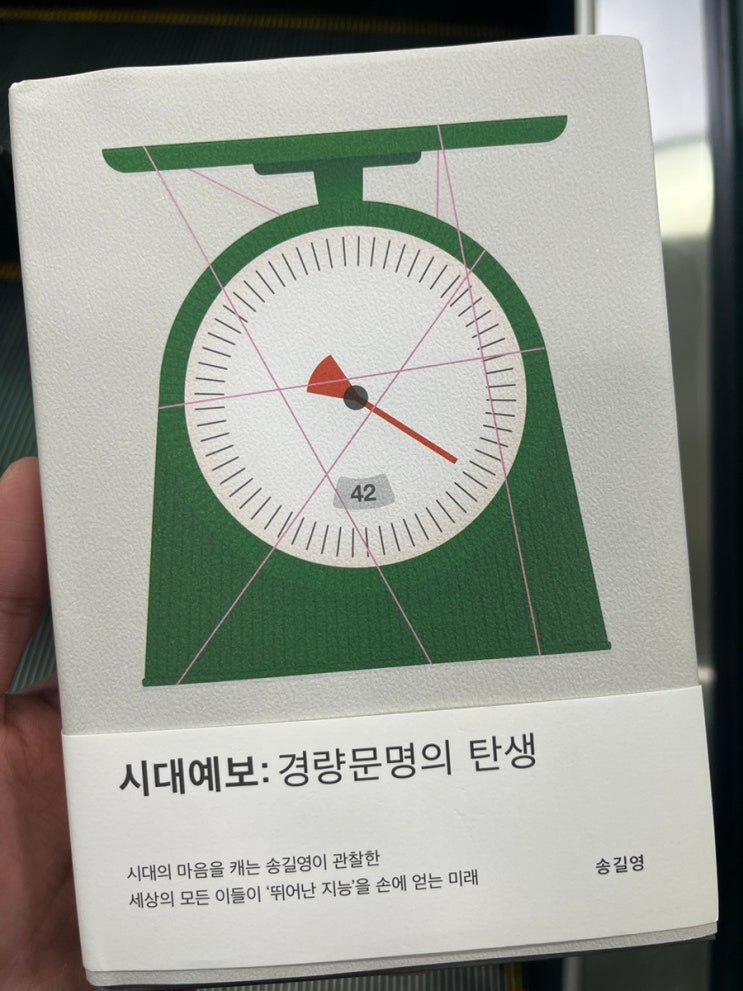 42
시대예보: 경량문명의 탄생
시대의 마음을 캐는 송길영이 관찰한
세상의 모든 이들이 ‘뛰어난 지능’을 손에 얻는 미래
송길영